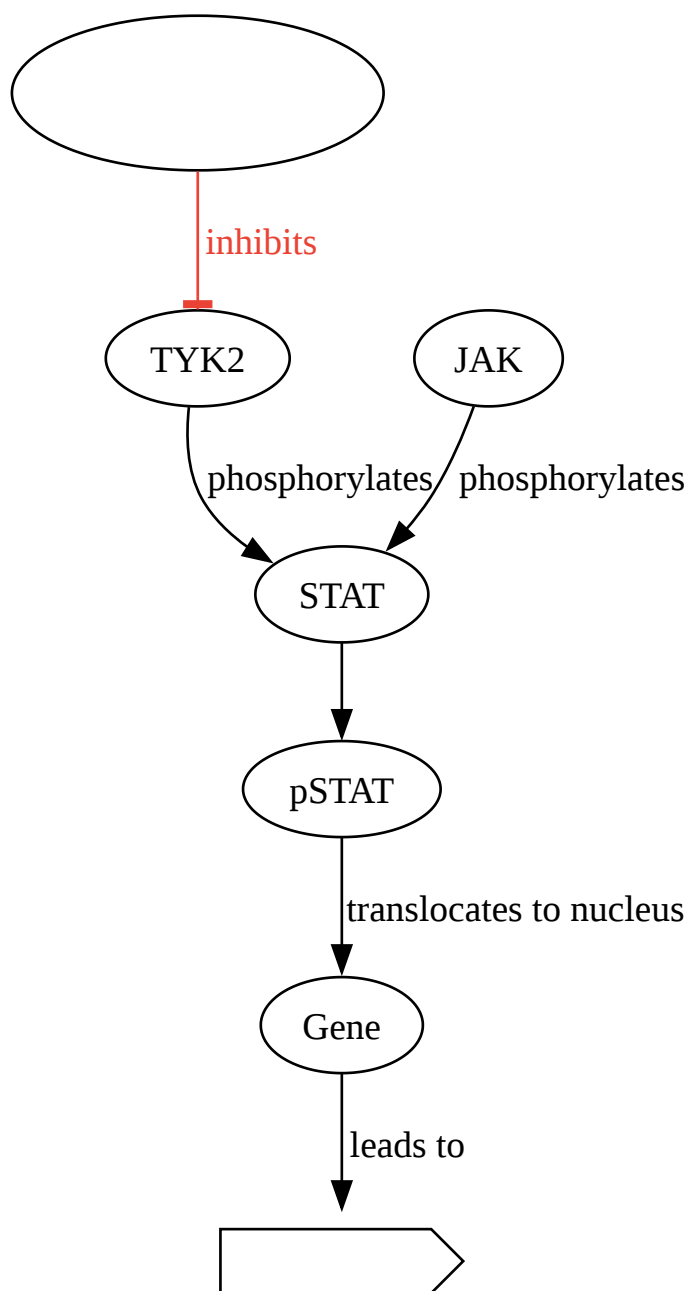 inhibits
TYK2
JAK
phosphorylates
phosphorylates
STAT
pSTAT
translocates to nucleus
Gene
leads to